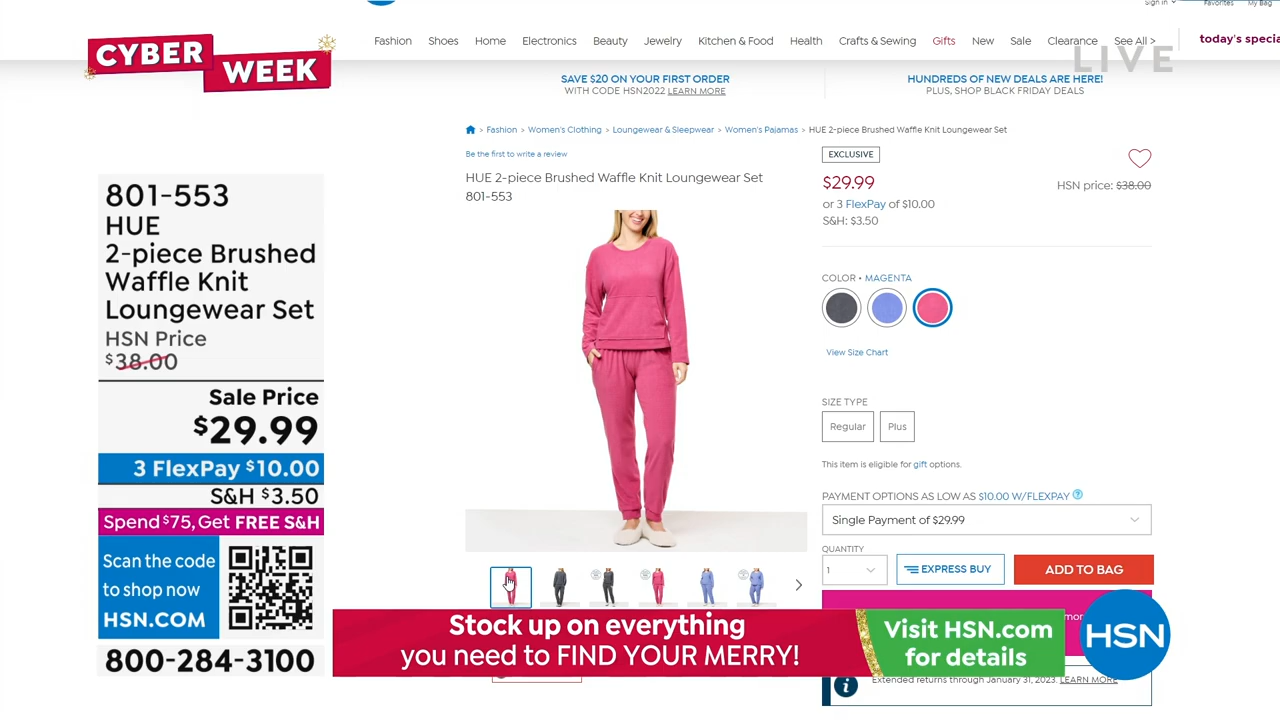 Sign in
Favorites
My Bag
CYBER
WEEK
Fashion Shoes Home Electronics Beauty Jewelry Kitchen & Food Health Crafts & Sewing Gifts New Sale Clearance See All >
today's
LIVE
SAVE $20 ON YOUR FIRST ORDER
WITH CODE HSN2022 LEARN MORE
HUNDREDS OF NEW DEALS ARE HERE!
PLUS, SHOP BLACK FRIDAY DEALS
> Fashion > Women's Clothing > Loungewear & Sleepwear > Women's Pajamas > HUE 2-piece Brushed Waffle Knit Loungewear Set
Be the first to write a review
HUE 2-piece Brushed Waffle Knit Loungewear Set
801-553
EXCLUSIVE
$29.99
HSN price: $38.00
or 3 FlexPay of $10.00
S&H: $3.50
COLOR • MAGENTA
View Size Chart
SIZE TYPE
Regular
Plus
This item is eligible for gift options.
PAYMENT OPTIONS AS LOW AS $10.00 W/FLEXPAY ?
Single Payment of $29.99
QUANTITY
1
EXPRESS BUY
ADD TO BAG
Extended returns through January 31, 2023. LEARN MORE
801-553
HUE
2-piece Brushed
Waffle Knit
Loungewear Set
HSN Price
$38.00
Sale Price
$29.99
3 FlexPay $10.00
S&H $3.50
Spend $75, Get FREE S&H
Scan the code
to shop now
HSN.COM
800-284-3100
Stock up on everything
you need to FIND YOUR MERRY!
Visit HSN.com
for details
HSN